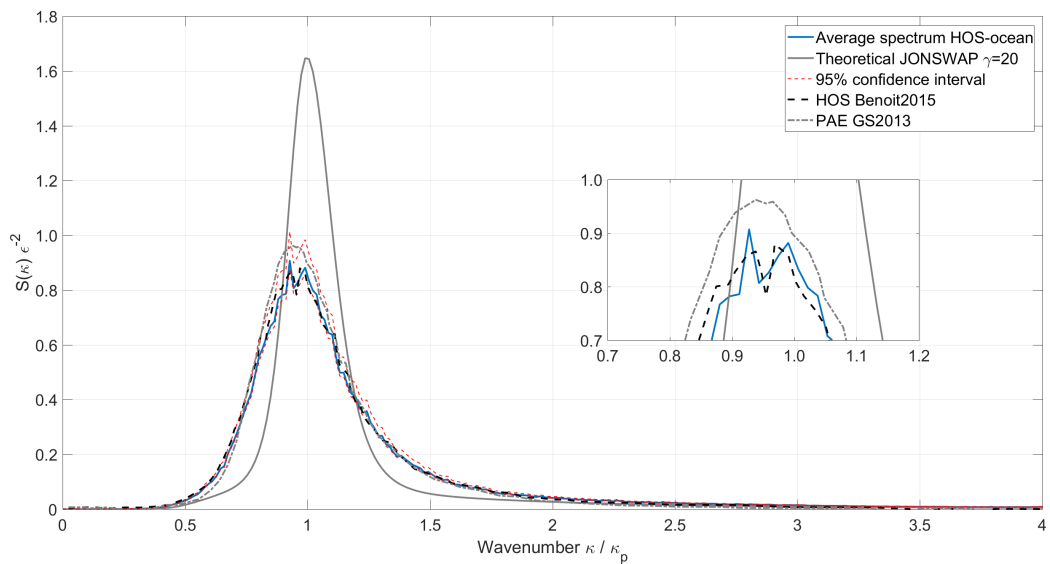 1.8
1.6
1.4
1.2
1.0
0.8
0.6
0.4
0.2
0
S(κ) ϵ⁻²
Average spectrum HOS-ocean
Theoretical JONSWAP γ=20
95% confidence interval
HOS Benoit2015
PAE GS2013
1.0
0.9
0.8
0.7
0.7 0.8 0.9 1.0 1.1 1.2
0 0.5 1 1.5 2 2.5 3 3.5 4
Wavenumber κ / κₚ